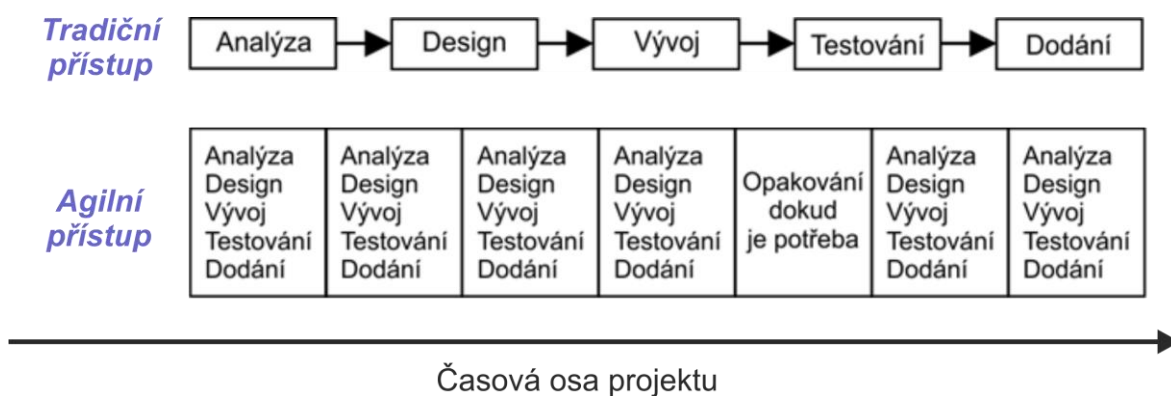 Tradiční
přístup
Analýza
Design
Vývoj
Testování
Dodání
Agilní
přístup
Analýza
Design
Vývoj
Testování
Dodání
Analýza
Design
Vývoj
Testování
Dodání
Analýza
Design
Vývoj
Testování
Dodání
Analýza
Design
Vývoj
Testování
Dodání
Opakování
dokud
je potřeba
Analýza
Design
Vývoj
Testování
Dodání
Analýza
Design
Vývoj
Testování
Dodání
Časová osa projektu